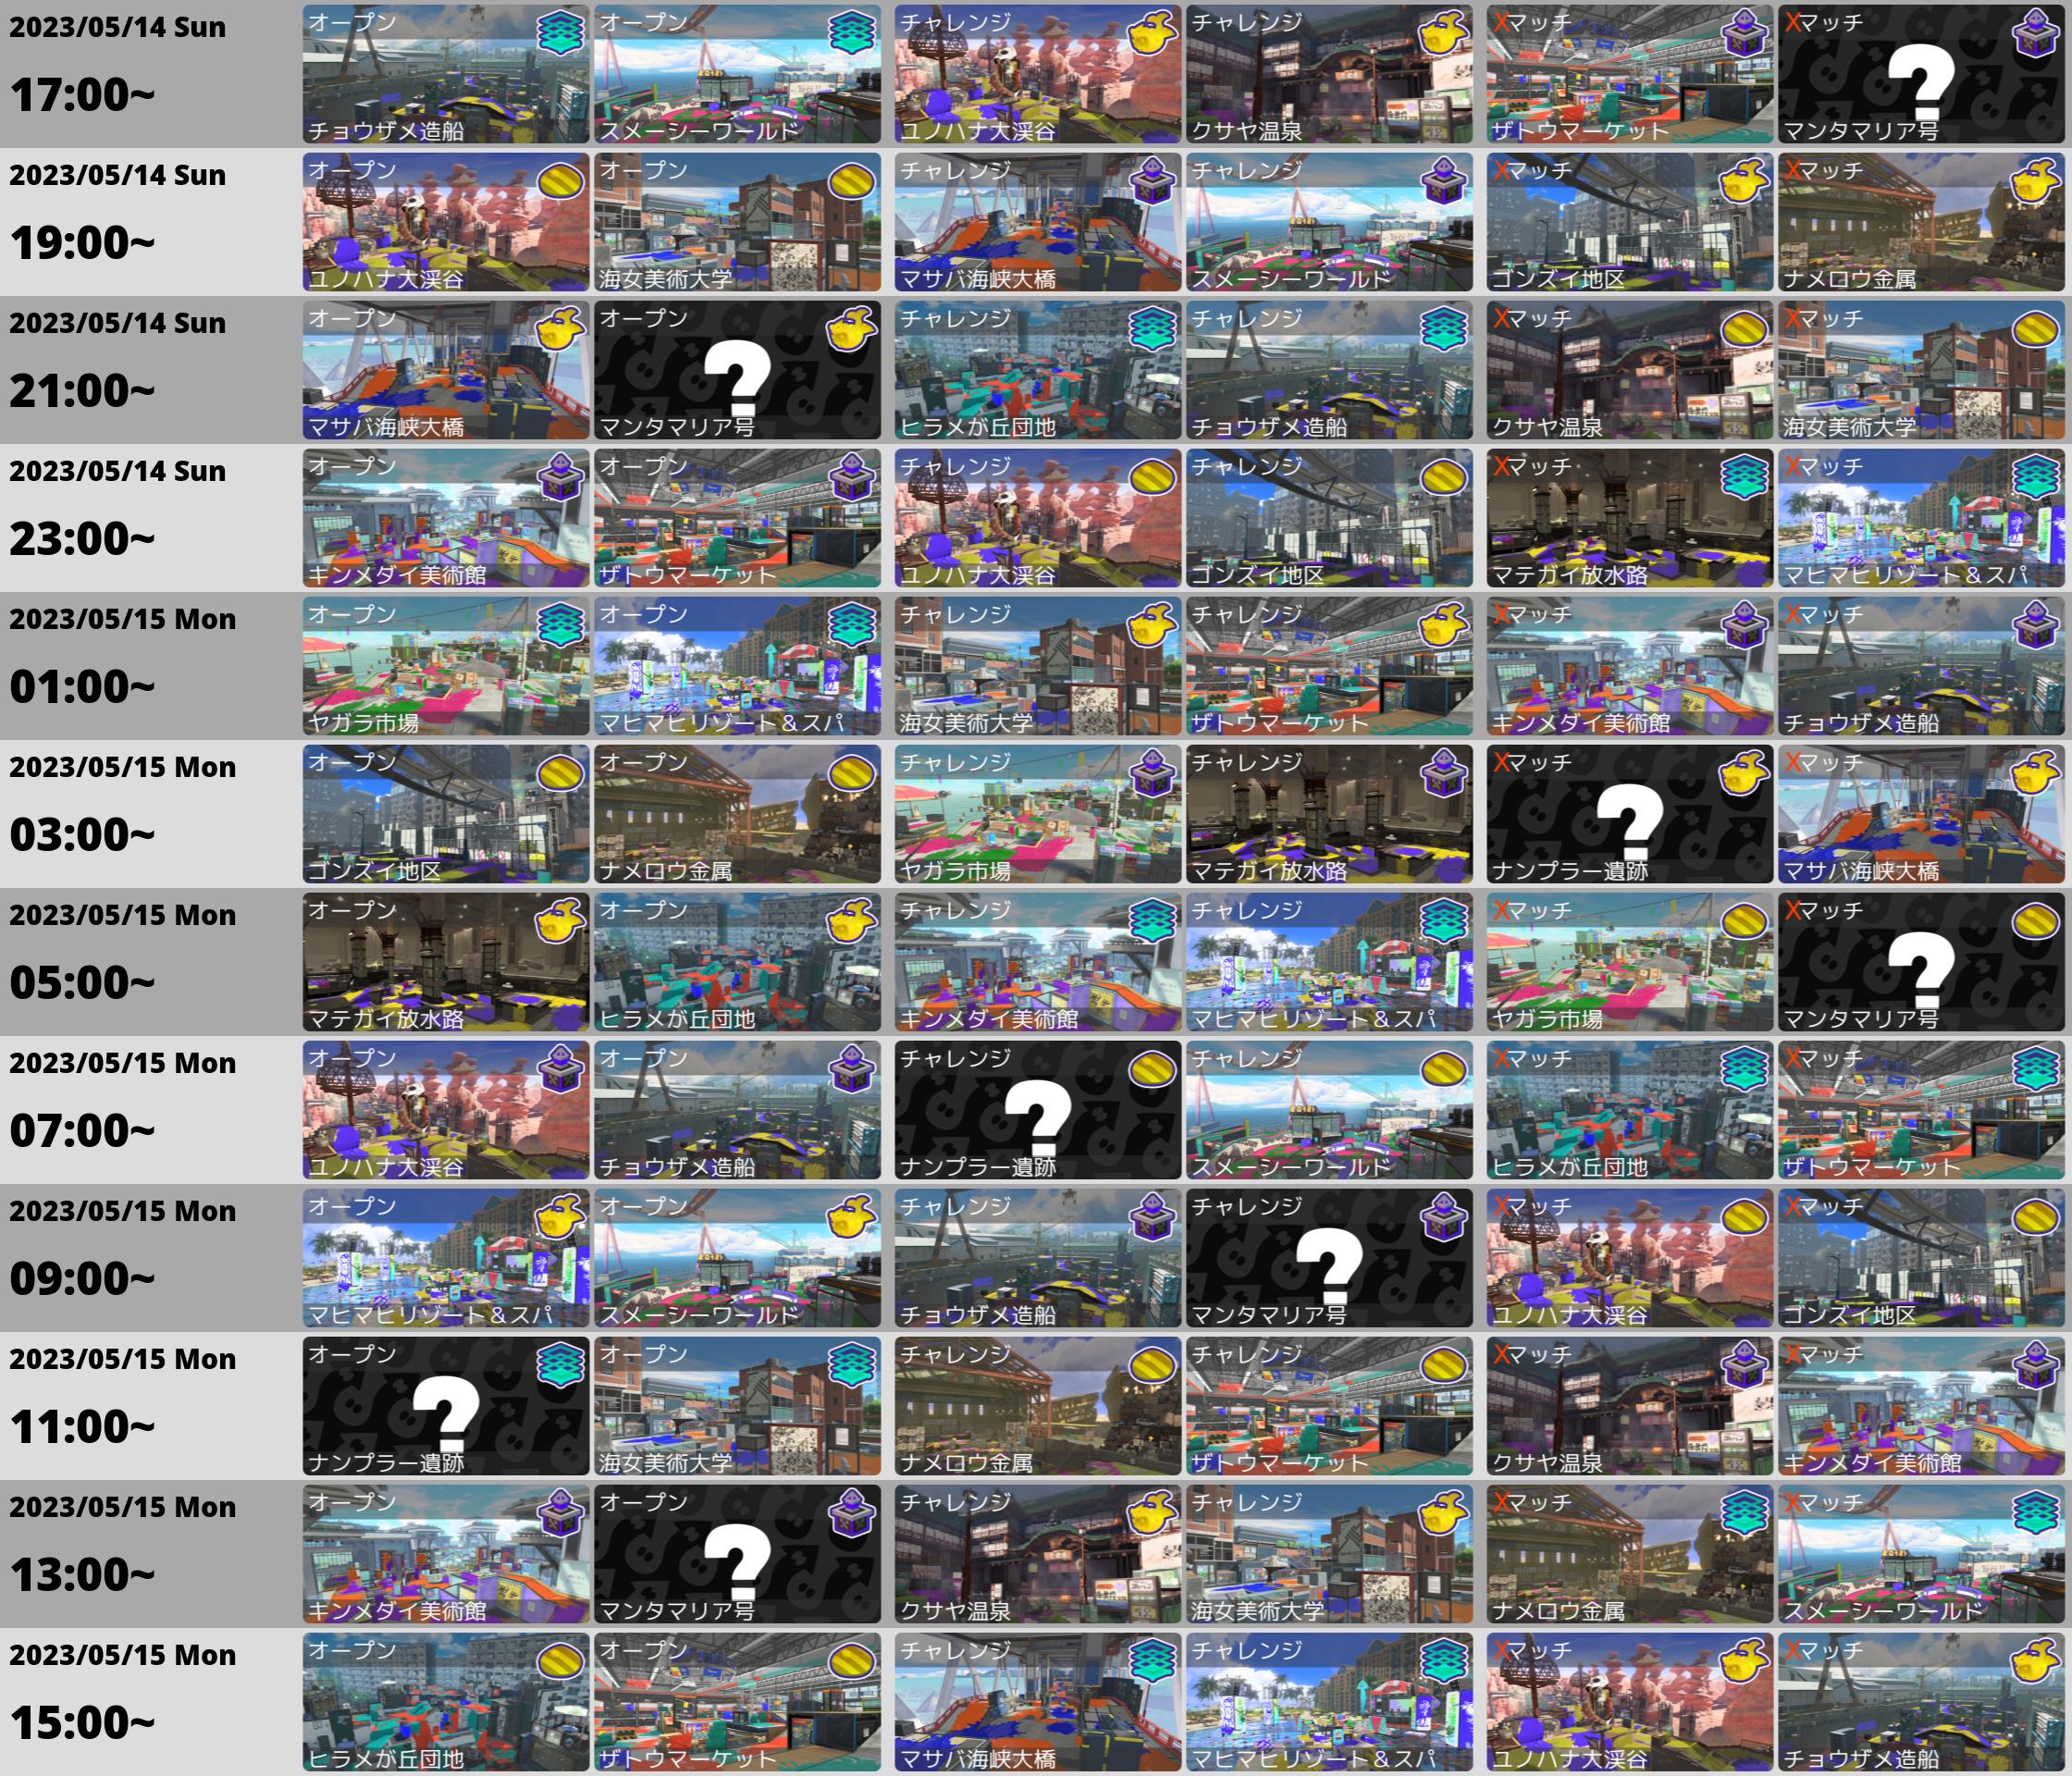 2023/05/14 Sun
17:00~
オープン オープン チャレンジ チャレンジ Xマッチ Xマッチ
チョウザメ造船 スメーシーワールド ユノハナ大渓谷 クサヤ温泉 ザトウマーケット マンタマリア号
2023/05/14 Sun
19:00~
オープン オープン チャレンジ チャレンジ Xマッチ Xマッチ
ユノハナ大渓谷 海女美術大学 マサバ海峡大橋 スメーシーワールド ゴンズイ地区 ナメロウ金属
2023/05/14 Sun
21:00~
オープン オープン チャレンジ チャレンジ Xマッチ Xマッチ
マサバ海峡大橋 マンタマリア号 ヒラメが丘団地 チョウザメ造船 クサヤ温泉 海女美術大学
2023/05/14 Sun
23:00~
オープン オープン チャレンジ チャレンジ Xマッチ Xマッチ
キンメダイ美術館 ザトウマーケット ユノハナ大渓谷 ゴンズイ地区 マテガイ放水路 マヒマヒリゾート&スパ
2023/05/15 Mon
01:00~
オープン オープン チャレンジ チャレンジ Xマッチ Xマッチ
ヤガラ市場 マヒマヒリゾート&スパ 海女美術大学 ザトウマーケット キンメダイ美術館 チョウザメ造船
2023/05/15 Mon
03:00~
オープン オープン チャレンジ チャレンジ Xマッチ Xマッチ
ゴンズイ地区 ナメロウ金属 ヤガラ市場 マテガイ放水路 ナンプラー遺跡 マサバ海峡大橋
2023/05/15 Mon
05:00~
オープン オープン チャレンジ チャレンジ Xマッチ Xマッチ
マテガイ放水路 ヒラメが丘団地 キンメダイ美術館 マヒマヒリゾート&スパ ヤガラ市場 マンタマリア号
2023/05/15 Mon
07:00~
オープン オープン チャレンジ チャレンジ Xマッチ Xマッチ
ユノハナ大渓谷 チョウザメ造船 ナンプラー遺跡 スメーシーワールド ヒラメが丘団地 ザトウマーケット
2023/05/15 Mon
09:00~
オープン オープン チャレンジ チャレンジ Xマッチ Xマッチ
マヒマヒリゾート&スパ スメーシーワールド チョウザメ造船 マンタマリア号 ユノハナ大渓谷 ゴンズイ地区
2023/05/15 Mon
11:00~
オープン オープン チャレンジ チャレンジ Xマッチ Xマッチ
ナンプラー遺跡 海女美術大学 ナメロウ金属 ザトウマーケット クサヤ温泉 キンメダイ美術館
2023/05/15 Mon
13:00~
オープン オープン チャレンジ チャレンジ Xマッチ Xマッチ
キンメダイ美術館 マンタマリア号 クサヤ温泉 海女美術大学 ナメロウ金属 スメーシーワールド
2023/05/15 Mon
15:00~
オープン オープン チャレンジ チャレンジ Xマッチ Xマッチ
ヒラメが丘団地 ザトウマーケット マサバ海峡大橋 マヒマヒリゾート&スパ ユノハナ大渓谷 チョウザメ造船